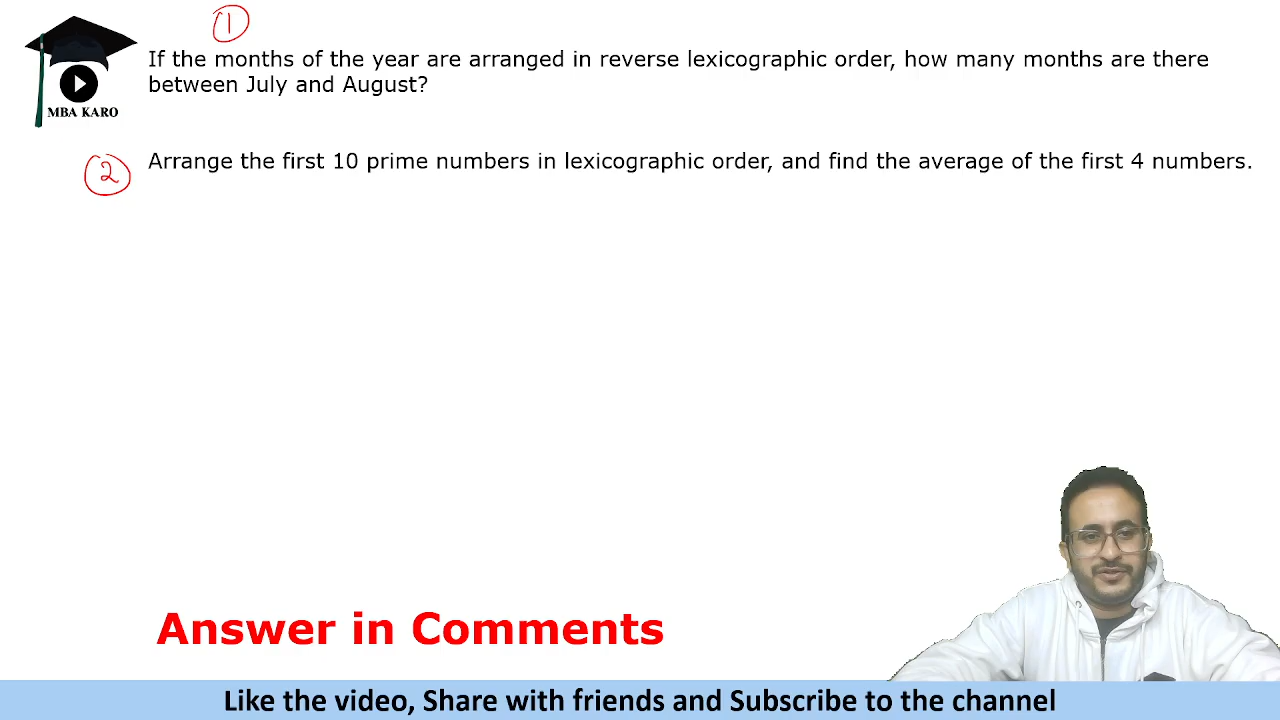 ①
If the months of the year are arranged in reverse lexicographic order, how many months are there
between July and August?
MBA KARO
② Arrange the first 10 prime numbers in lexicographic order, and find the average of the first 4 numbers.
Answer in Comments
Like the video, Share with friends and Subscribe to the channel